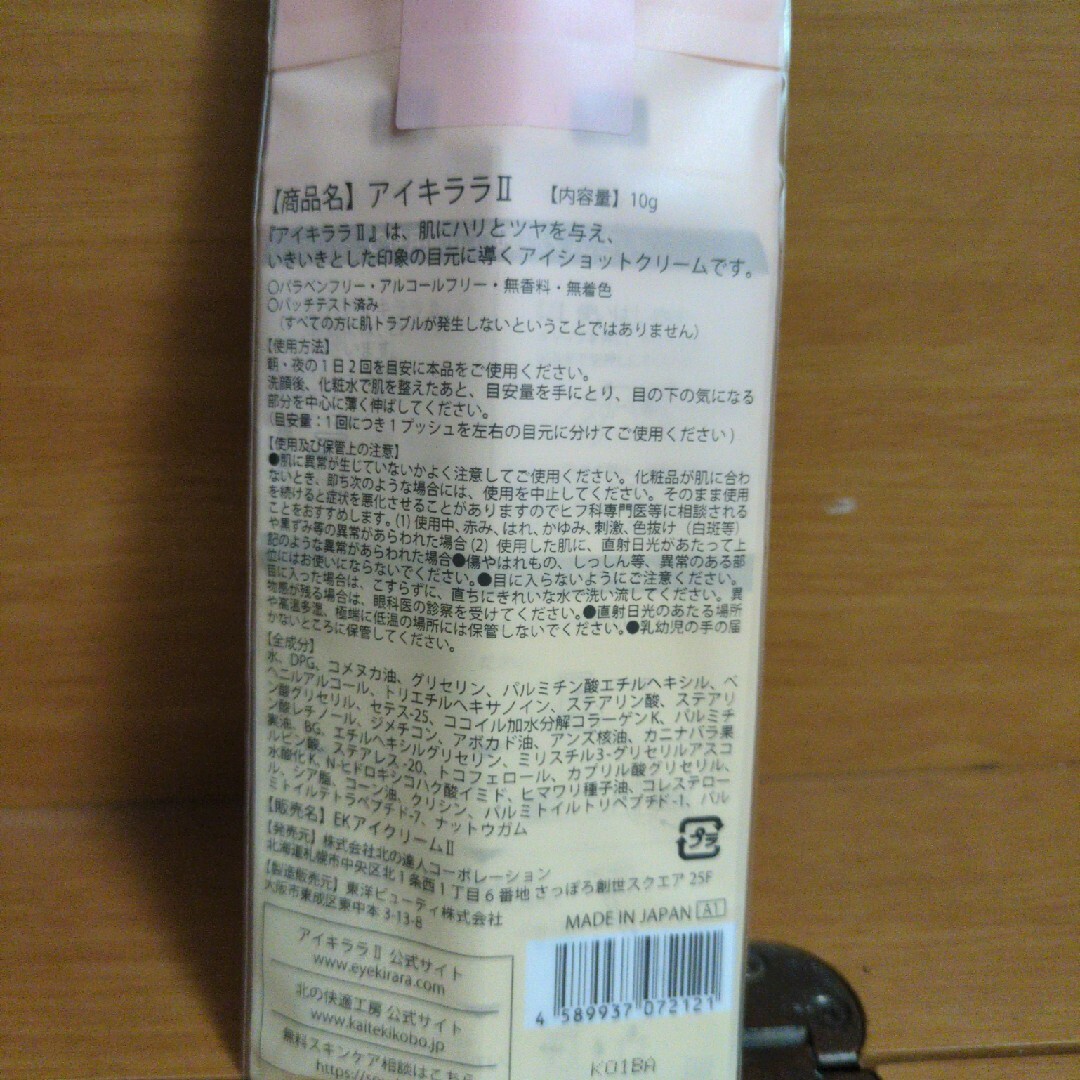 【商品名】アイキララⅡ 【内容量】10g
『アイキララⅡ』は、肌にハリとツヤを与え、
いきいきとした印象の目元に導くアイショットクリームです。
〇パラベンフリー・アルコールフリー・無香料・無着色
〇パッチテスト済み
(すべての方に肌トラブルが発生しないということではありません)
【使用方法】
朝・夜の1日2回を目安に本品をご使用ください。
洗顔後、化粧水で肌を整えたあと、目安量を手にとり、目の下の気になる
部分を中心に薄く伸ばしてください。
(目安量:1回につき1プッシュを左右の目元に分けてご使用ください)
【使用及び保管上の注意】
●肌に異常が生じていないかよく注意してご使用ください。化粧品が肌に合わ
ないとき、即ち次のような場合には、使用を中止してください。そのまま使用
を続けると症状を悪化させることがありますのでヒフ科専門医等に相談される
ことをおすすめします。(1)使用中、赤み、はれ、かゆみ、刺激、色抜け(白斑等)
や黒ずみ等の異常があらわれた場合(2) 使用した肌に、直射日光があたって上
記のような異常があらわれた場合●傷やはれもの、しっしん等、異常のある部
位にはお使いにならないでください。●目に入らないようにご注意ください。
目に入った場合は、こすらずに、直ちにきれいな水で洗い流してください。異
物感が残る場合は、眼科医の診察を受けてください。●直射日光のあたる場所
や高温多湿、極端に低温の場所には保管しないでください。●乳幼児の手の届
かないところに保管してください。
【全成分】
水、DPG、コメヌカ油、グリセリン、パルミチン酸エチルヘキシル、ベ
ヘニルアルコール、トリエチルヘキサノイン、ステアリン酸、ステアリ
ン酸グリセリル、セテス-25、ココイル加水分解コラーゲンK、パルミチ
ン酸レチノール、ジメチコン、アボカド油、アンズ核油、カニナバラ果
実油、BG、エチルヘキシルグリセリン、ミリスチル3-グリセリルアスコ
ルビン酸、ステアレス-20、トコフェロール、カプリル酸グリセリル、
水酸化K、N-ヒドロキシコハク酸イミド、ヒマワリ種子油、コレステロー
ル、シア脂、コーン油、クリシン、パルミトイルトリペプチド-1、パル
ミトイルテトラペプチド-7、ナットウガム
【販売名】EKアイクリームⅡ
【発売元】株式会社北の達人コーポレーション
北海道札幌市中央区北1条西1丁目6番地さっぽろ創世スクエア25F
【製造販売元】東洋ビューティ株式会社
大阪市東成区東中本3-13-8
プラ
MADE IN JAPAN A1
アイキララⅡ 公式サイト
www.eyekirara.com
北の快適工房 公式サイト
www.kaitekikobo.jp
無料スキンケア相談はこちら
4 589937 072121
K01BA